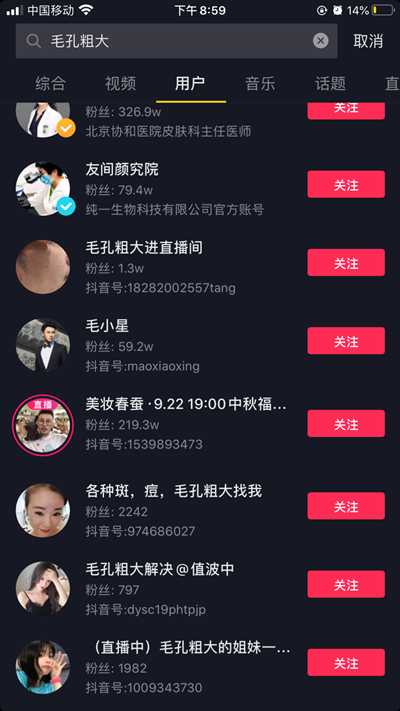 中国移动 下午 8:59 14%
毛孔粗大 取消
综合 视频 用户 音乐 话题 直
粉丝: 326.9w 关注
北京协和医院皮肤科主任医师
友间颜究院
粉丝: 79.4w 关注
纯一生物科技有限公司官方账号
毛孔粗大进直播间
粉丝: 1.3w 关注
抖音号:18282002557tang
毛小星
粉丝: 59.2w 关注
抖音号:maoxiaoxing
美妆春蚕·9.22 19:00中秋福...
直播 粉丝: 219.3w 关注
抖音号:1539893473
各种斑，痘，毛孔粗大找我
粉丝: 2242 关注
抖音号:974686027
毛孔粗大解决@值波中
粉丝: 797 关注
抖音号:dysc19phtpjp
（直播中）毛孔粗大的姐妹一...
粉丝: 1982 关注
抖音号:1009343730